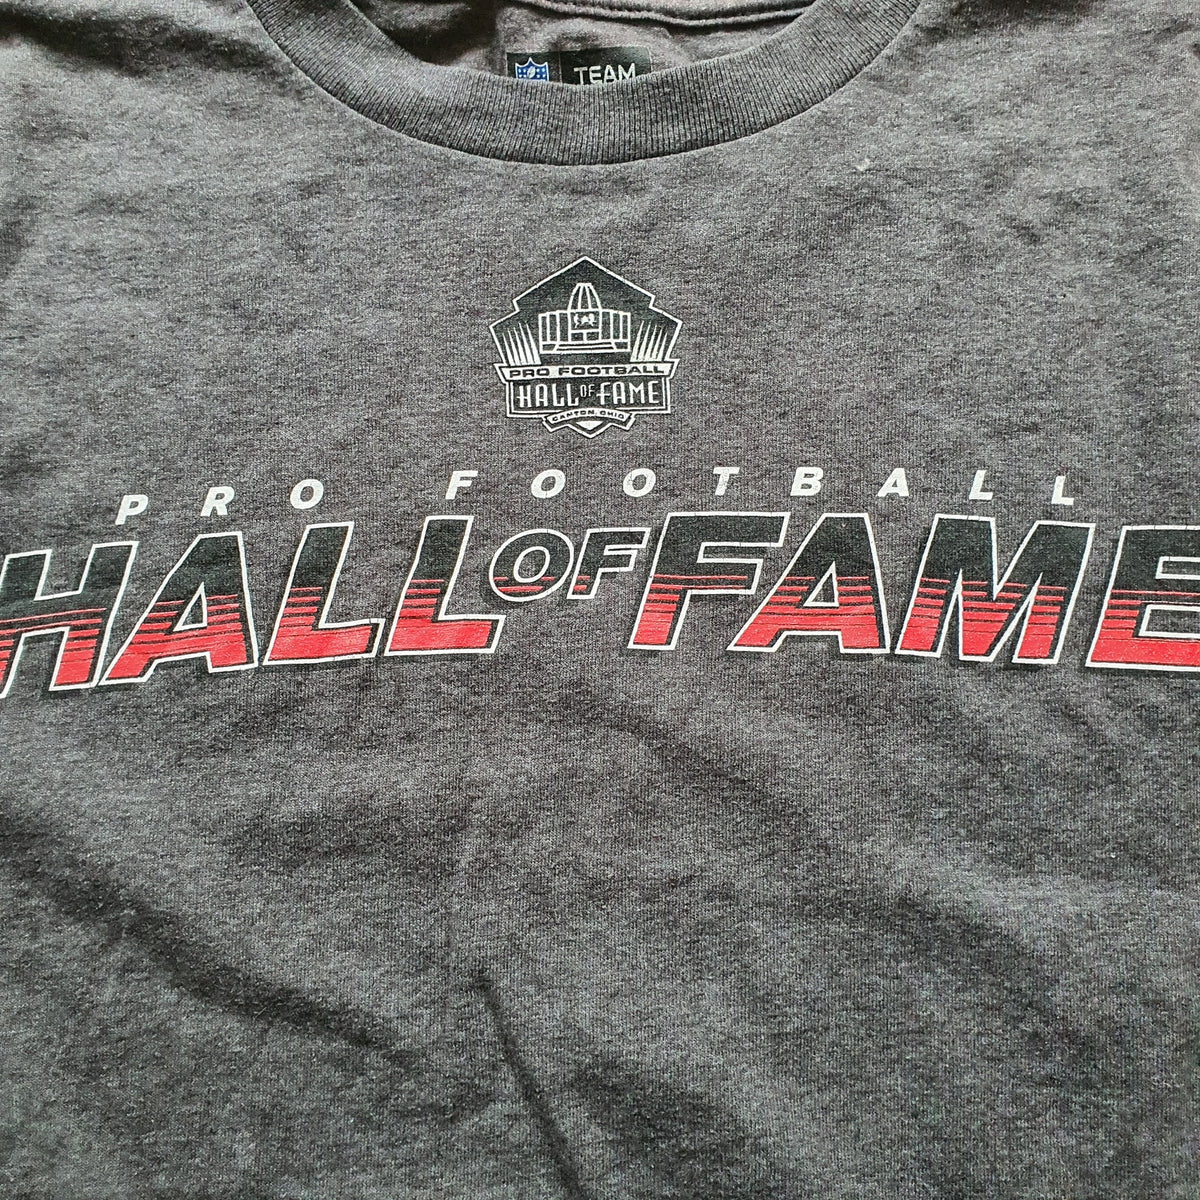 TEAM
PRO FOOTBALL
HALL OF FAME
CANTON, OHIO
PRO FOOTBALL
HALL OF FAME